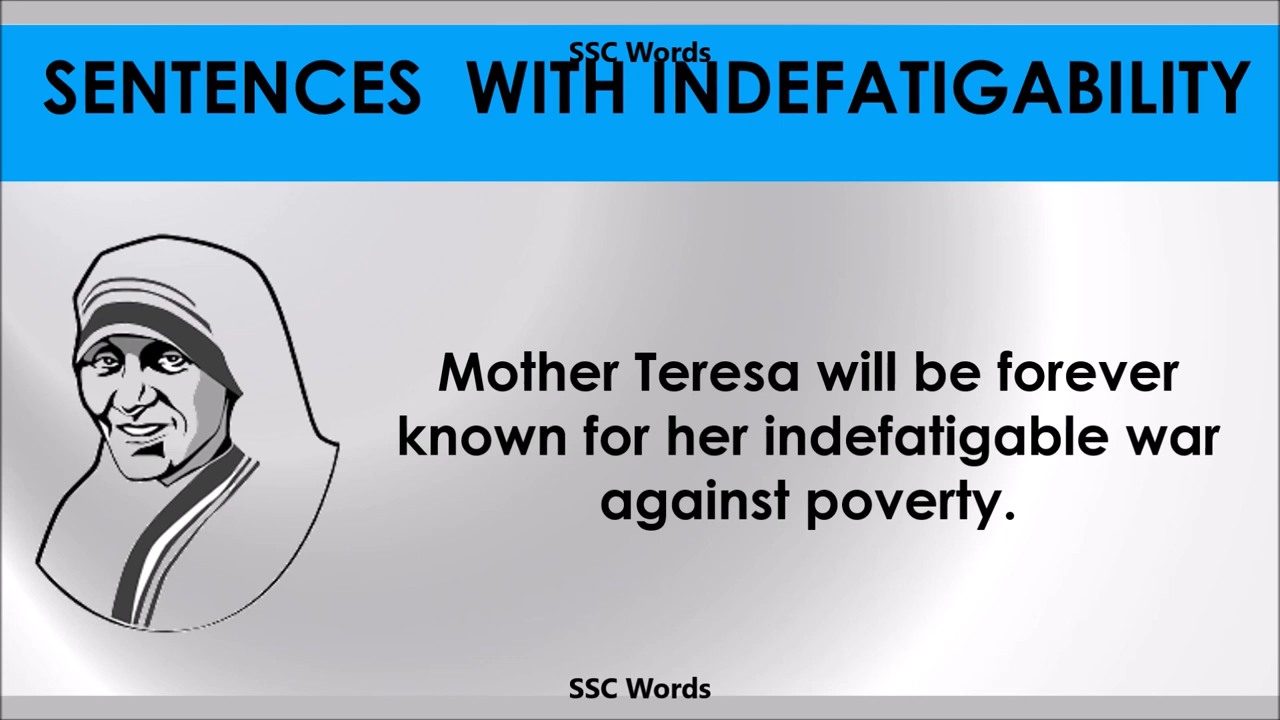 SSC Words
SENTENCES WITH INDEFATIGABILITY
Mother Teresa will be forever
known for her indefatigable war
against poverty.
SSC Words